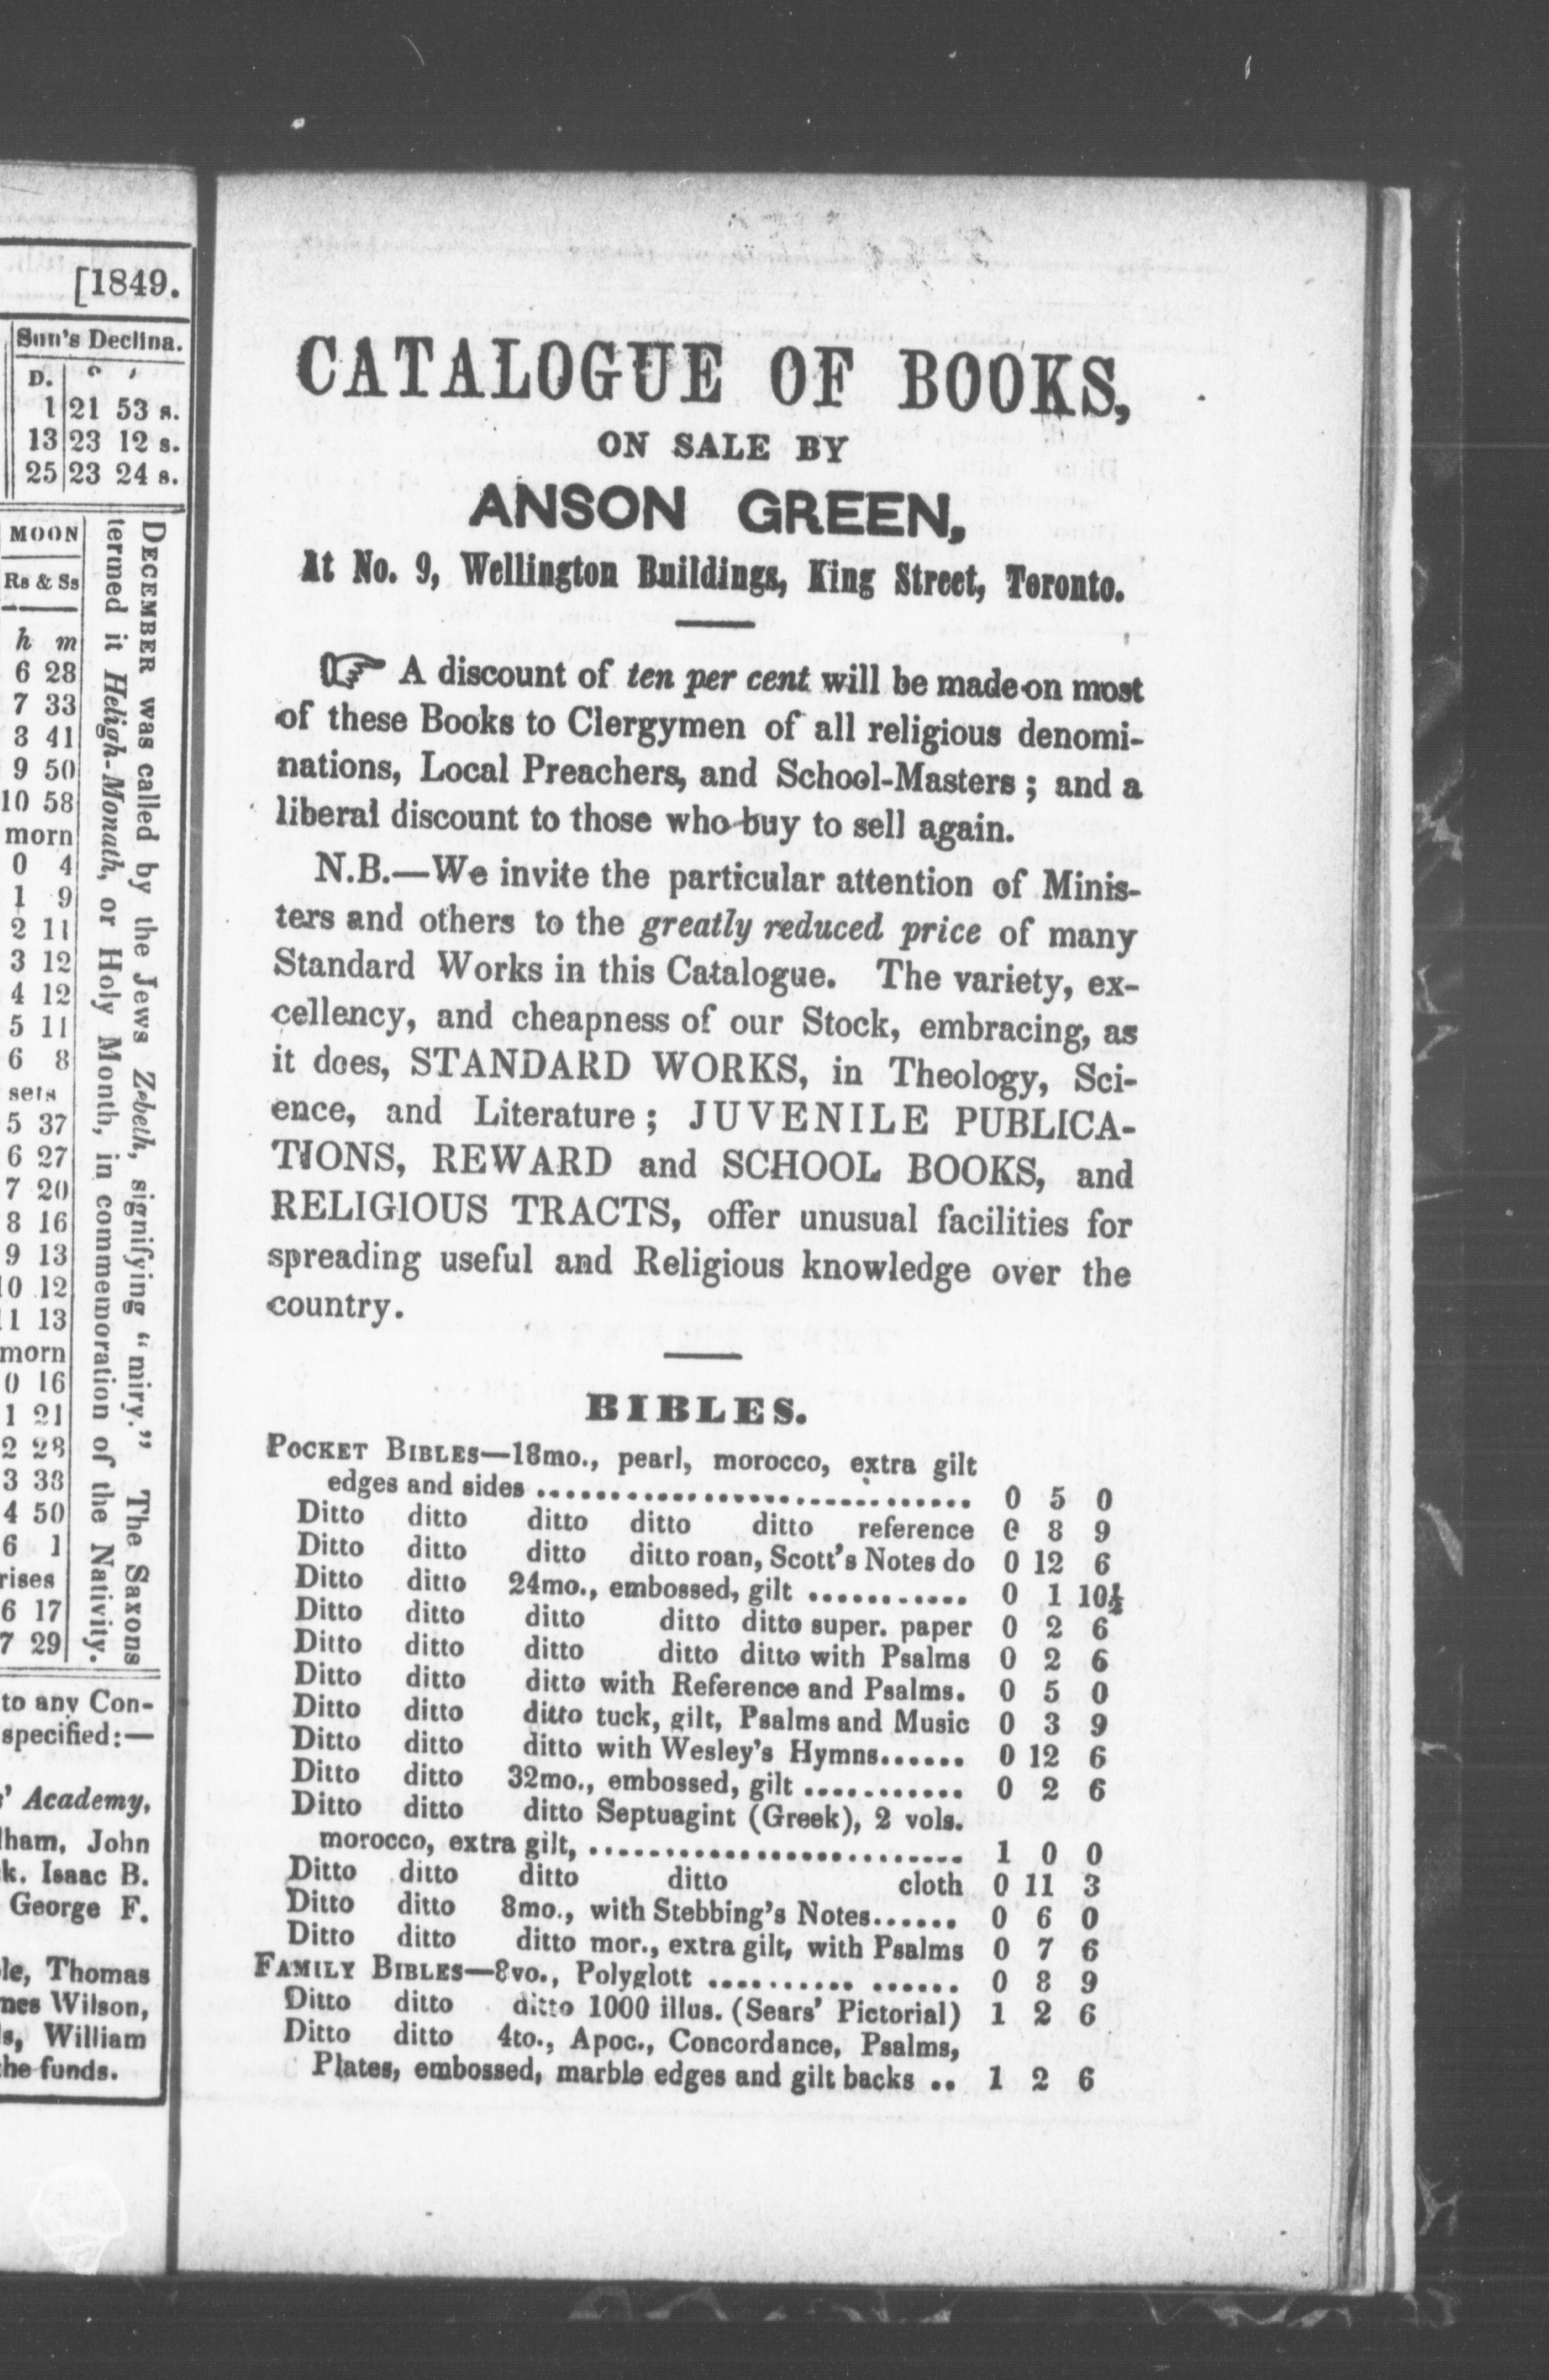 [1849.
Sun's Declina.
D. ° ′
1 21 53 s.
13 23 12 s.
25 23 24 s.
MOON
Rs & Ss
h m
6 28
7 33
8 41
9 50
10 58
morn
0 4
1 9
2 11
3 12
4 12
5 11
6 8
sets
5 37
6 27
7 20
8 16
9 13
10 12
11 13
morn
0 16
1 21
2 28
3 38
4 50
6 1
rises
6 17
7 29
DECEMBER was called by the Jews Zebeth, signifying "miry." The Saxons
termed it Heligh-Monath, or Holy Month, in commemoration of the Nativity.
to any Con-
specified:—
' Academy,
lham, John
k. Isaac B.
George F.
le, Thomas
mes Wilson,
s, William
he funds.
CATALOGUE OF BOOKS,
ON SALE BY
ANSON GREEN,
At No. 9, Wellington Buildings, King Street, Toronto.
☞ A discount of ten per cent will be made on most
of these Books to Clergymen of all religious denomi-
nations, Local Preachers, and School-Masters; and a
liberal discount to those who buy to sell again.
N.B.—We invite the particular attention of Minis-
ters and others to the greatly reduced price of many
Standard Works in this Catalogue. The variety, ex-
cellency, and cheapness of our Stock, embracing, as
it does, STANDARD WORKS, in Theology, Sci-
ence, and Literature; JUVENILE PUBLICA-
TIONS, REWARD and SCHOOL BOOKS, and
RELIGIOUS TRACTS, offer unusual facilities for
spreading useful and Religious knowledge over the
country.
BIBLES.
POCKET BIBLES—18mo., pearl, morocco, extra gilt
edges and sides .............................. 0 5 0
Ditto ditto ditto ditto ditto reference 0 8 9
Ditto ditto ditto ditto roan, Scott's Notes do 0 12 6
Ditto ditto 24mo., embossed, gilt ........... 0 1 10½
Ditto ditto ditto ditto ditto super. paper 0 2 6
Ditto ditto ditto ditto ditto with Psalms 0 2 6
Ditto ditto ditto with Reference and Psalms. 0 5 0
Ditto ditto ditto tuck, gilt, Psalms and Music 0 3 9
Ditto ditto ditto with Wesley's Hymns...... 0 12 6
Ditto ditto 32mo., embossed, gilt ........... 0 2 6
Ditto ditto ditto Septuagint (Greek), 2 vols.
morocco, extra gilt, .......................... 1 0 0
Ditto ditto ditto ditto cloth 0 11 3
Ditto ditto 8mo., with Stebbing's Notes...... 0 6 0
Ditto ditto ditto mor., extra gilt, with Psalms 0 7 6
FAMILY BIBLES—8vo., Polyglott .......... ...... 0 8 9
Ditto ditto ditto 1000 illus. (Sears' Pictorial) 1 2 6
Ditto ditto 4to., Apoc., Concordance, Psalms,
Plates, embossed, marble edges and gilt backs .. 1 2 6